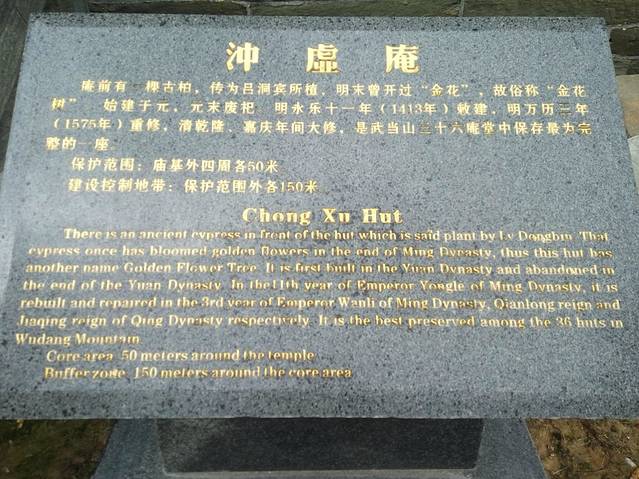 沖虚庵
庵前有一棵古柏，传为吕洞宾所植，明末曾开过“金花”，故俗称“金花
树”　始建于元，元末废圯　明永乐十一年（1413年）敕建，明万历三年
（1575年）重修，清乾隆、嘉庆年间大修，是武当山三十六庵堂中保存最为完
整的一座。
保护范围：庙基外四周各50米
建设控制地带：保护范围外各150米
Chong Xu Hut
There is an ancient cypress in front of the hut which is said plant by Lv Dongbin. That
cypress once has bloomed golden flowers in the end of Ming Dynasty, thus this hut has
another name Golden Flower Tree. It is first built in the Yuan Dynasty and abandoned in
the end of the Yuan Dynasty. In the11th year of Emperor Yongle of Ming Dynasty, it is
rebuilt and repaired in the 3rd year of Emperor Wanli of Ming Dynasty, Qianlong reign and
Jiaqing reign of Qing Dynasty respectively. It is the best preserved among the 36 huts in
Wudang Mountain.
Core area: 50 meters around the temple
Buffer zone: 150 meters around the core area